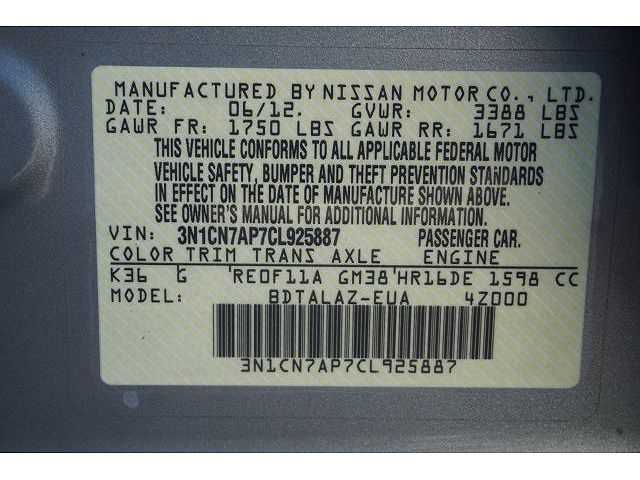 MANUFACTURED BY NISSAN MOTOR CO., LTD.
DATE: 06/12. GVWR: 3388 LBS
GAWR FR: 1750 LBS GAWR RR: 1671 LBS
THIS VEHICLE CONFORMS TO ALL APPLICABLE FEDERAL MOTOR
VEHICLE SAFETY, BUMPER AND THEFT PREVENTION STANDARDS
IN EFFECT ON THE DATE OF MANUFACTURE SHOWN ABOVE.
SEE OWNER'S MANUAL FOR ADDITIONAL INFORMATION.
VIN: 3N1CN7AP7CL925887 PASSENGER CAR.
COLOR TRIM TRANS AXLE ENGINE
K36 G RE0F11A GM38 HR16DE 1598 CC
MODEL: BDTALAZ-EUA 4Z000
3N1CN7AP7CL925887